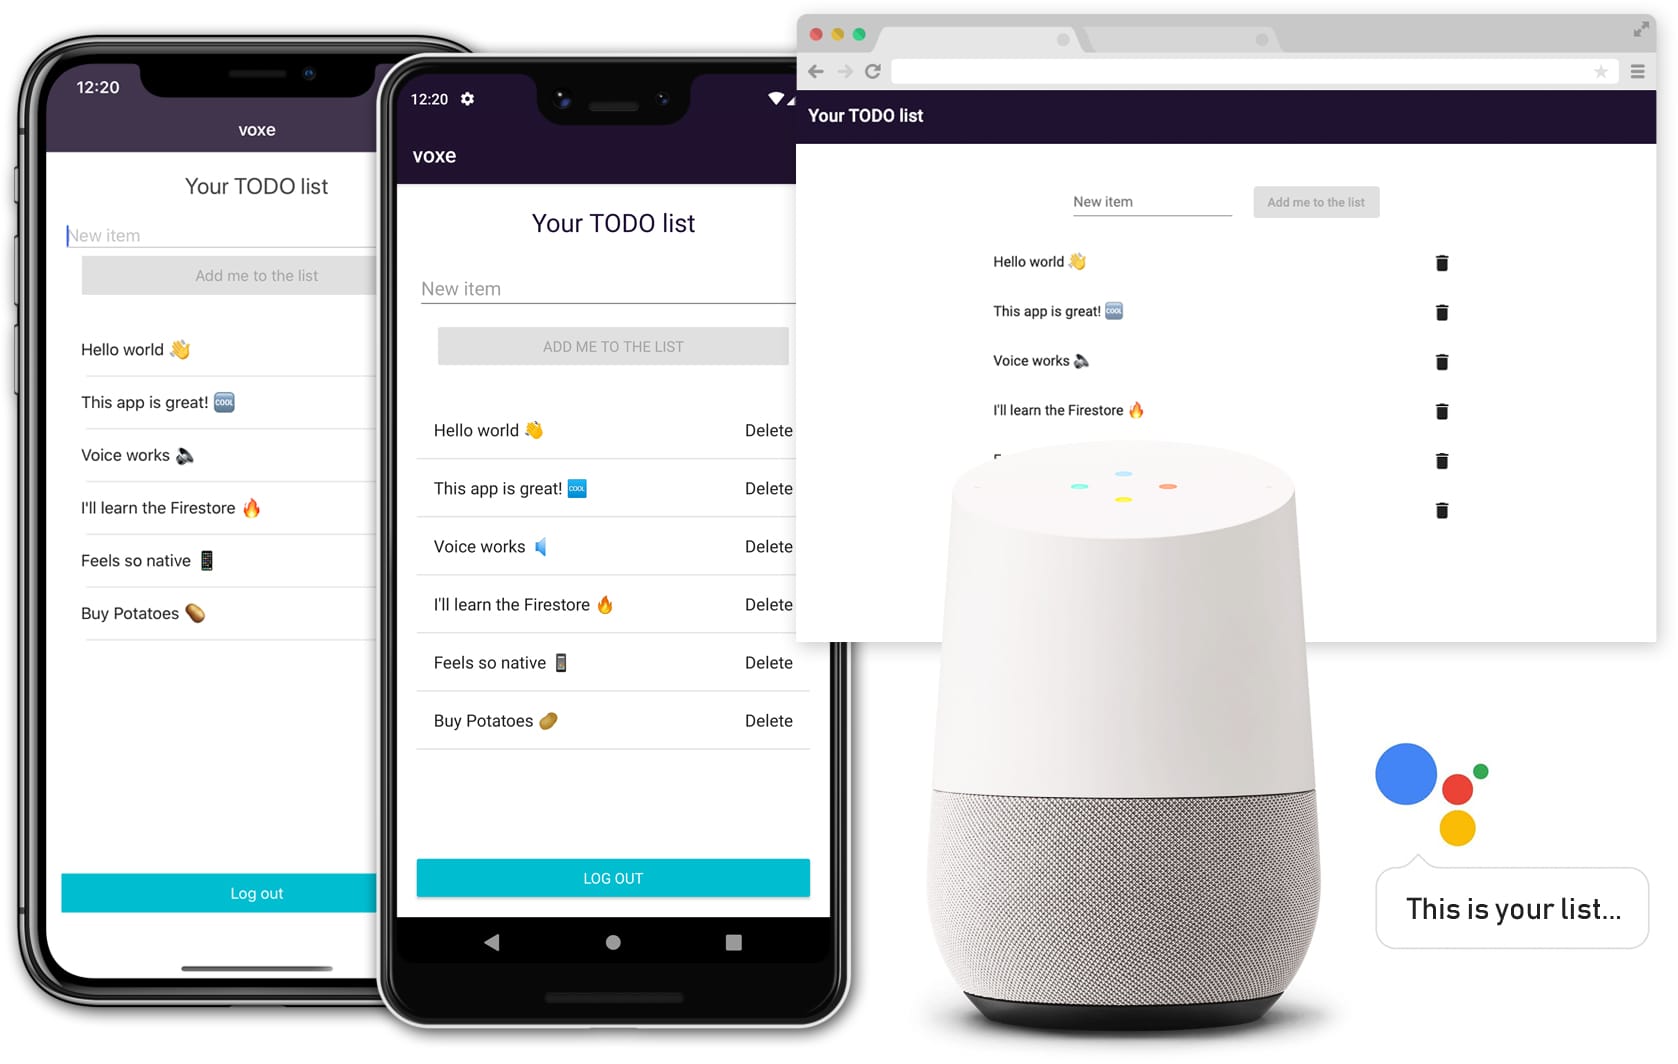 12:20
voxe
Your TODO list
New item
Add me to the list
Hello world 👋
This app is great! 🆒
Voice works 🔈
I'll learn the Firestore 🔥
Feels so native 📱
Buy Potatoes 🥔
Log out
12:20
voxe
Your TODO list
New item
ADD ME TO THE LIST
Hello world 👋 Delete
This app is great! 🆒 Delete
Voice works 🔈 Delete
I'll learn the Firestore 🔥 Delete
Feels so native 📱 Delete
Buy Potatoes 🥔 Delete
LOG OUT
Your TODO list
New item Add me to the list
Hello world 👋
This app is great! 🆒
Voice works 🔈
I'll learn the Firestore 🔥
This is your list...